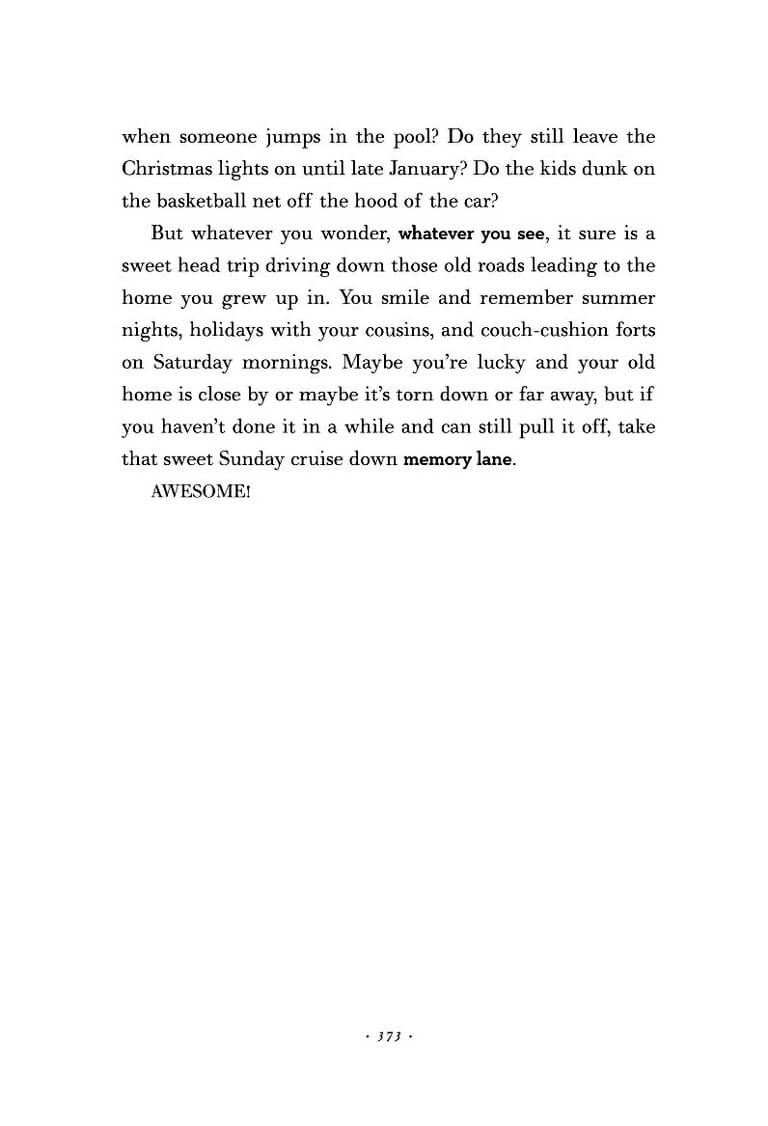 when someone jumps in the pool? Do they still leave the
Christmas lights on until late January? Do the kids dunk on
the basketball net off the hood of the car?
But whatever you wonder, whatever you see, it sure is a
sweet head trip driving down those old roads leading to the
home you grew up in. You smile and remember summer
nights, holidays with your cousins, and couch-cushion forts
on Saturday mornings. Maybe you’re lucky and your old
home is close by or maybe it’s torn down or far away, but if
you haven’t done it in a while and can still pull it off, take
that sweet Sunday cruise down memory lane.
AWESOME!
· 373 ·